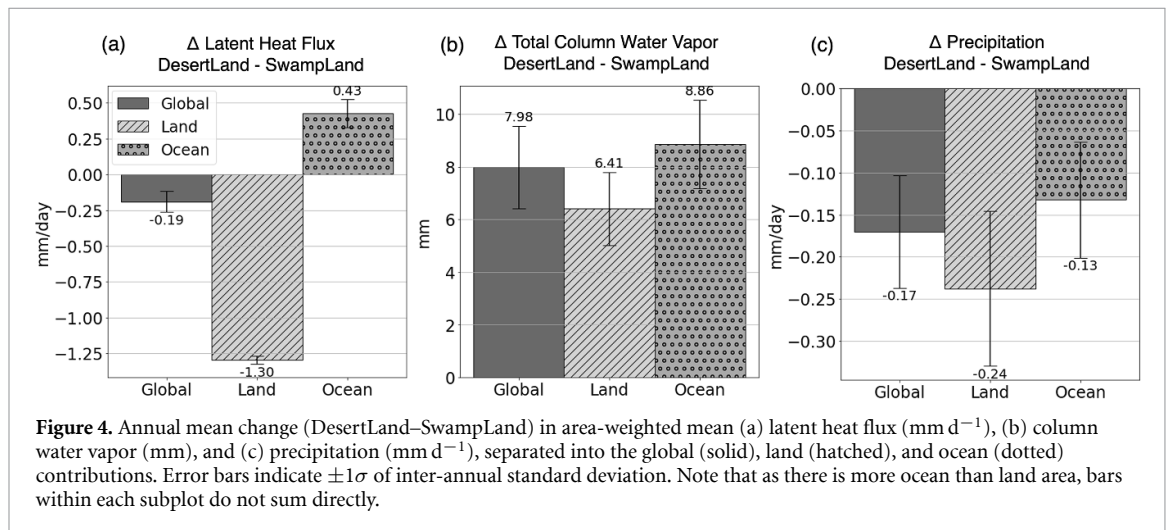 (a)
Δ Latent Heat Flux
DesertLand - SwampLand
0.50
0.25
0.00
−0.25
−0.50
−0.75
−1.00
−1.25
mm/day
Global
Land
Ocean
0.43
-0.19
-1.30
Global
Land
Ocean
(b)
Δ Total Column Water Vapor
DesertLand - SwampLand
10
8
6
4
2
0
mm
7.98
6.41
8.86
Global
Land
Ocean
(c)
Δ Precipitation
DesertLand - SwampLand
0.00
−0.05
−0.10
−0.15
−0.20
−0.25
−0.30
mm/day
-0.17
-0.24
-0.13
Global
Land
Ocean
Figure 4. Annual mean change (DesertLand–SwampLand) in area-weighted mean (a) latent heat flux (mm d⁻¹), (b) column
water vapor (mm), and (c) precipitation (mm d⁻¹), separated into the global (solid), land (hatched), and ocean (dotted)
contributions. Error bars indicate ±1σ of inter-annual standard deviation. Note that as there is more ocean than land area, bars
within each subplot do not sum directly.